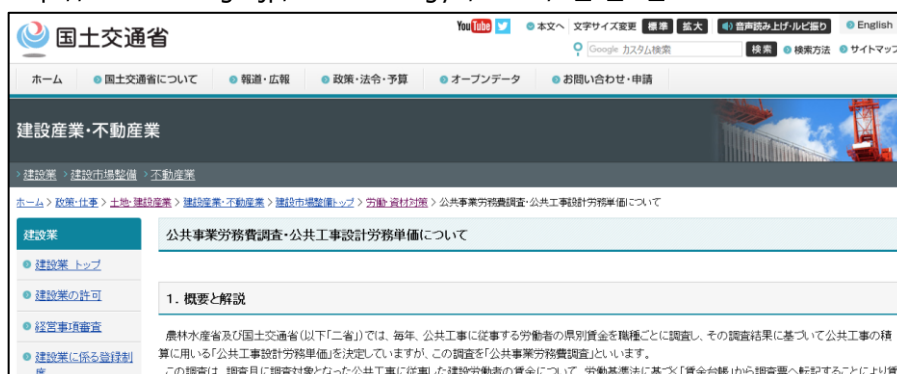 国土交通省
YouTube 本文へ 文字サイズ変更 標準 拡大 音声読み上げ・ルビ振り English
Google カスタム検索 検索 検索方法 サイトマップ
ホーム 国土交通省について 報道・広報 政策・法令・予算 オープンデータ お問い合わせ・申請
建設産業・不動産業
>建設業 >建設市場整備 >不動産業
ホーム > 政策・仕事 > 土地・建設産業 > 建設産業・不動産業 > 建設市場整備トップ > 労働・資材対策 > 公共事業労務費調査・公共工事設計労務単価について
建設業
公共事業労務費調査・公共工事設計労務単価について
建設業 トップ
建設業の許可
経営事項審査
建設業に係る登録制度
1. 概要と解説
農林水産省及び国土交通省(以下「二省」)では、毎年、公共工事に従事する労働者の県別賃金を職種ごとに調査し、その調査結果に基づいて公共工事の積
算に用いる「公共工事設計労務単価」を決定していますが、この調査を「公共事業労務費調査」といいます。
この調査は、調査月に調査対象となった公共工事に従事した建設労働者の賃金について、労働基準法に基づく「賃金台帳」から調査票へ転記することにより賃